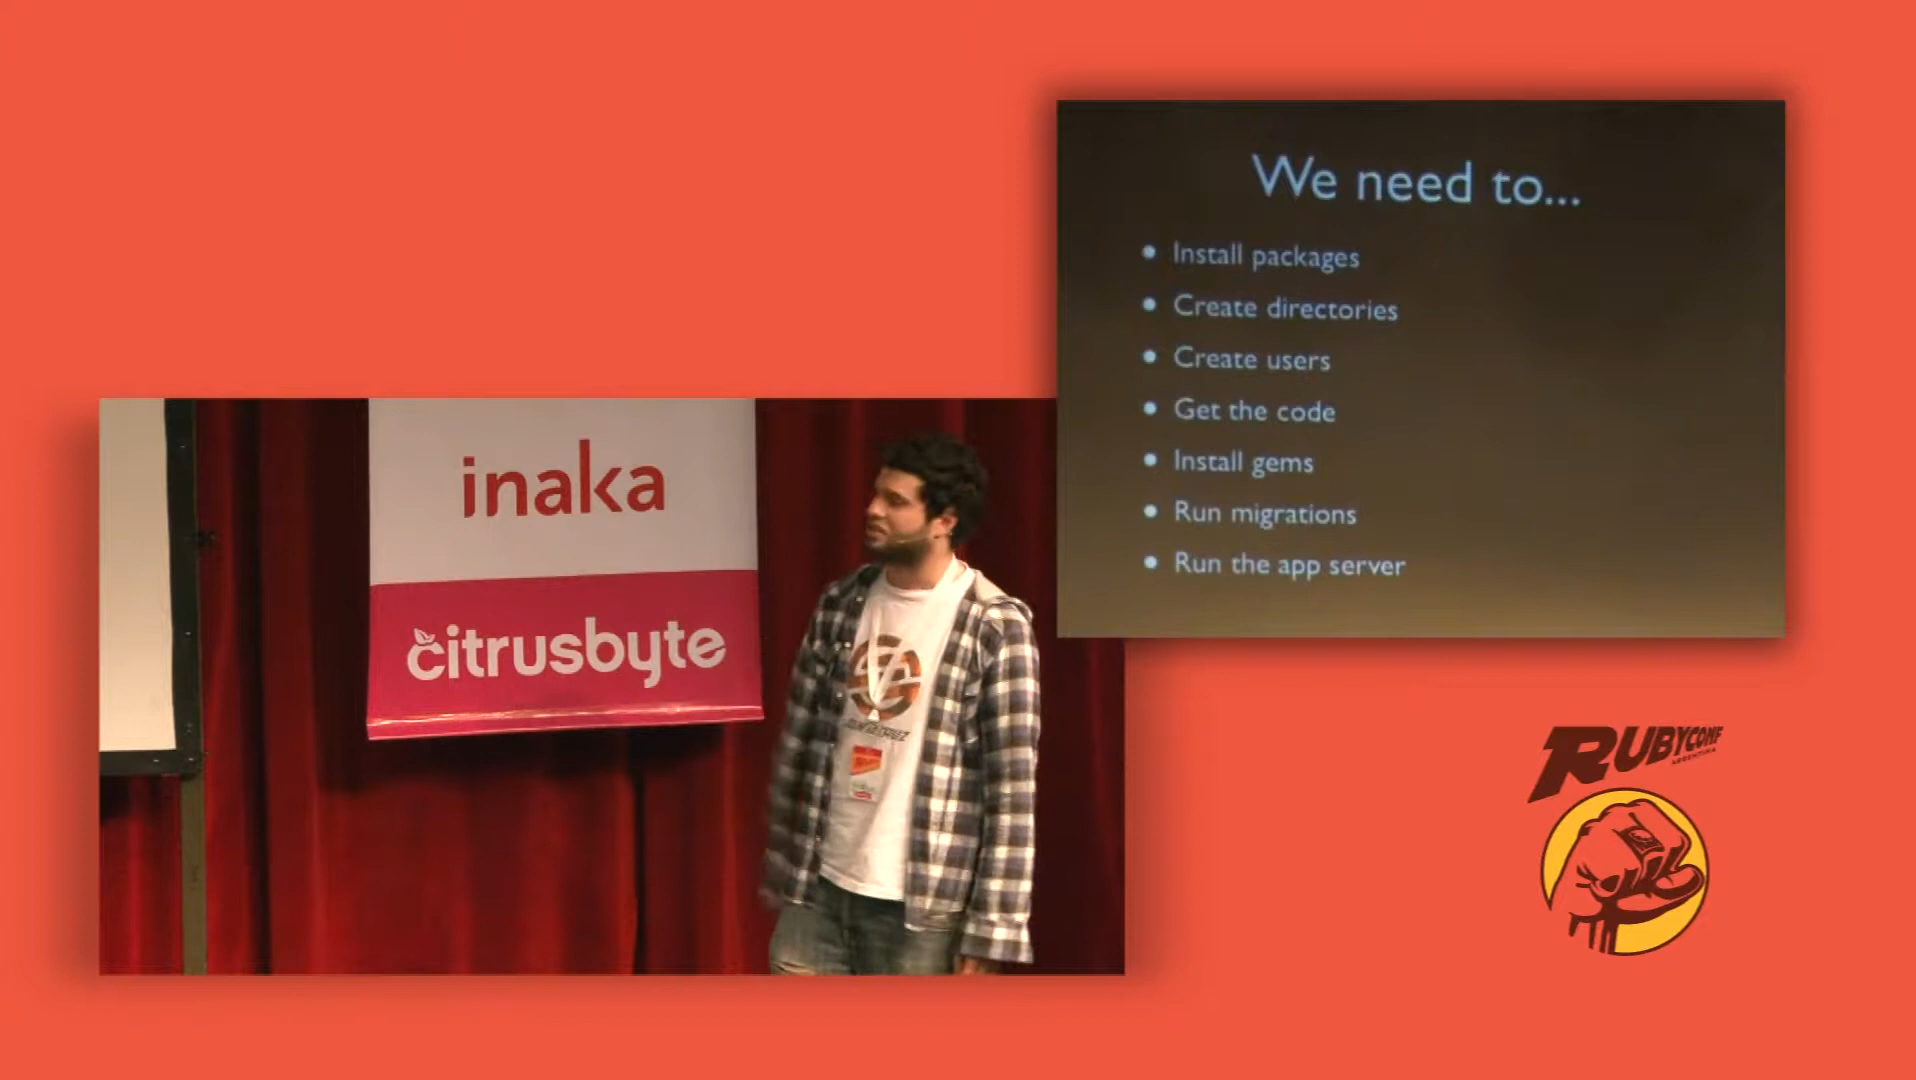 We need to...
• Install packages
• Create directories
• Create users
• Get the code
• Install gems
• Run migrations
• Run the app server
inaka
citrusbyte
RUBYCONF
ARGENTINA